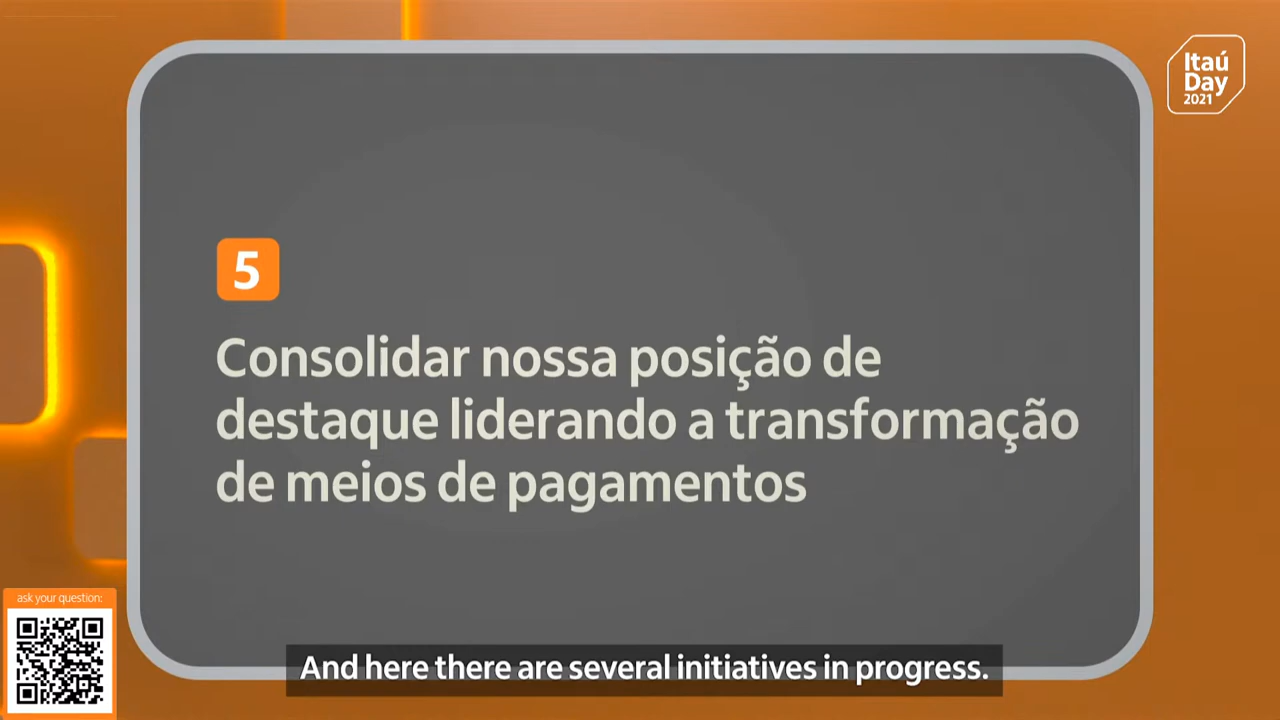 Itaú
Day
2021
5
Consolidar nossa posição de
destaque liderando a transformação
de meios de pagamentos
ask your question:
And here there are several initiatives in progress.